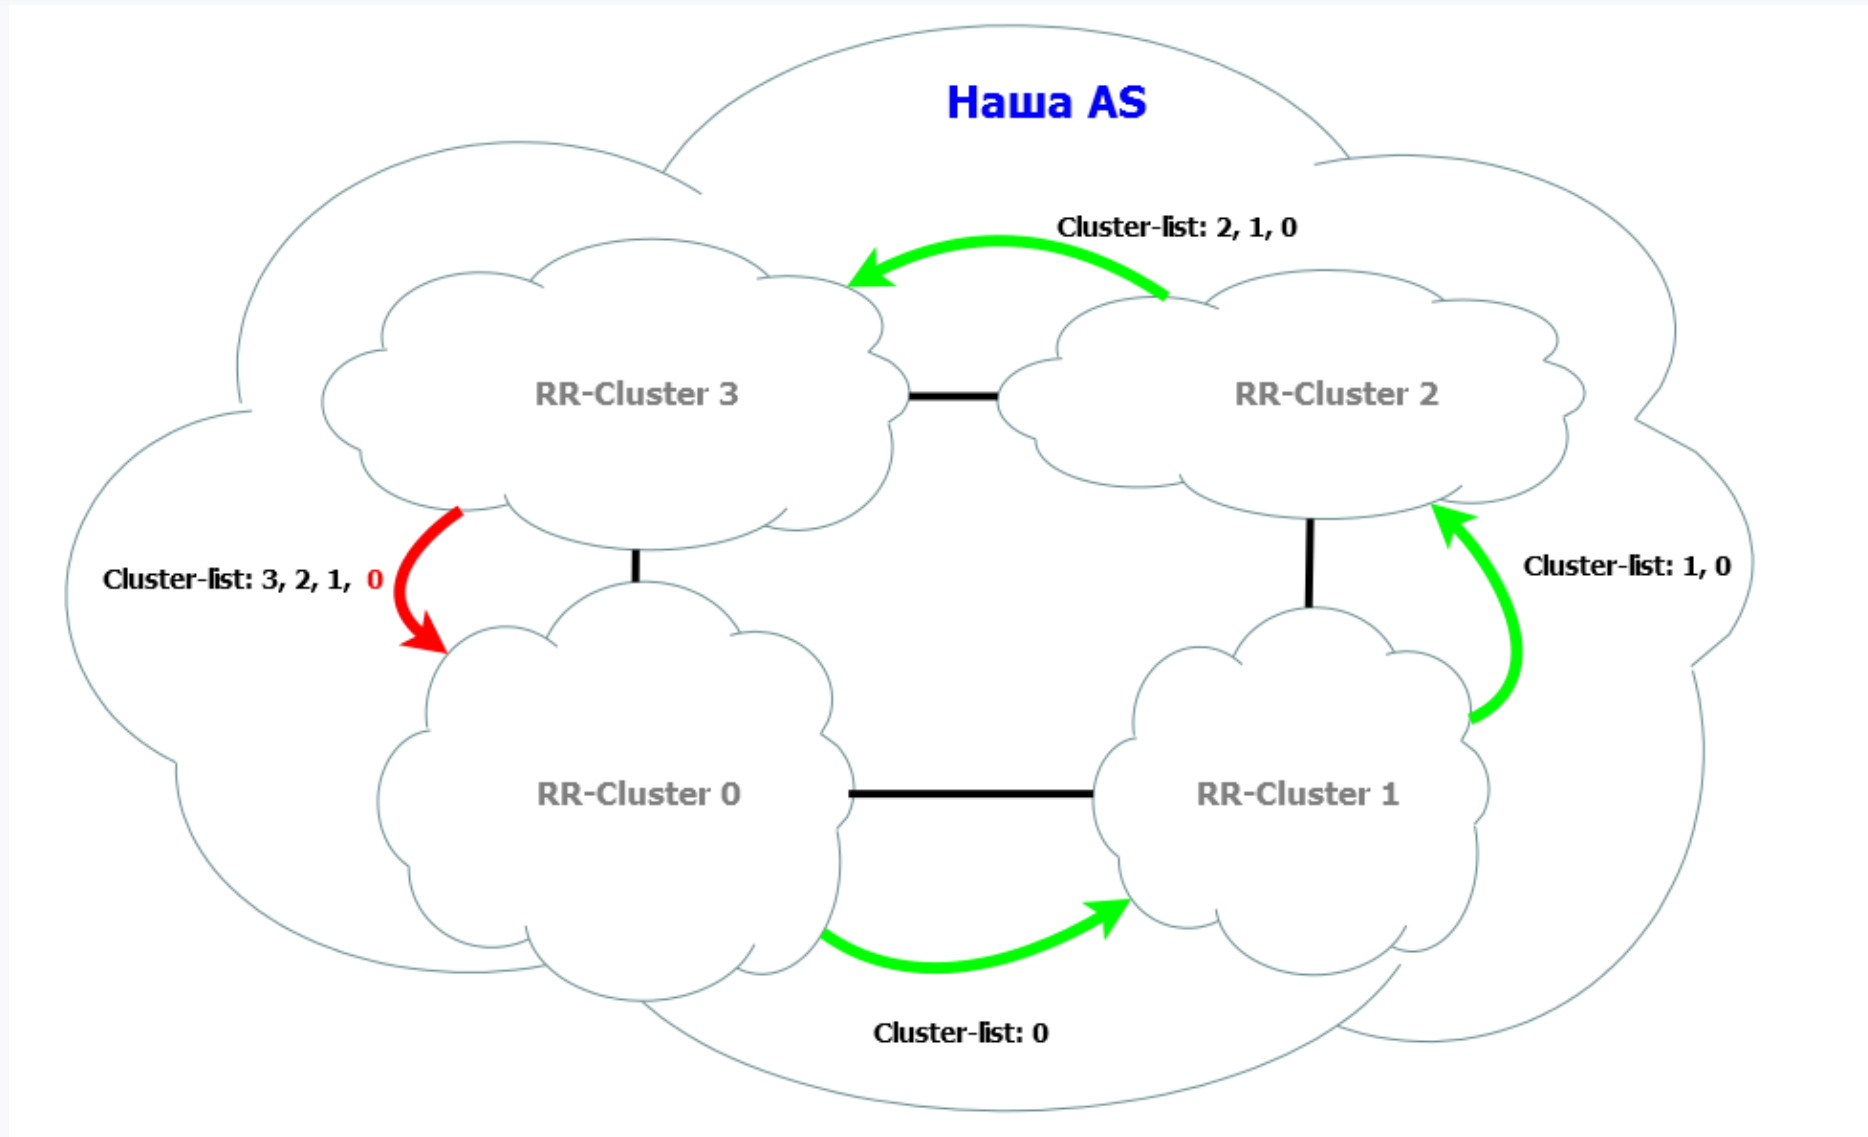 Наша AS
Cluster-list: 2, 1, 0
RR-Cluster 3
RR-Cluster 2
Cluster-list: 3, 2, 1, 0
Cluster-list: 1, 0
RR-Cluster 0
RR-Cluster 1
Cluster-list: 0